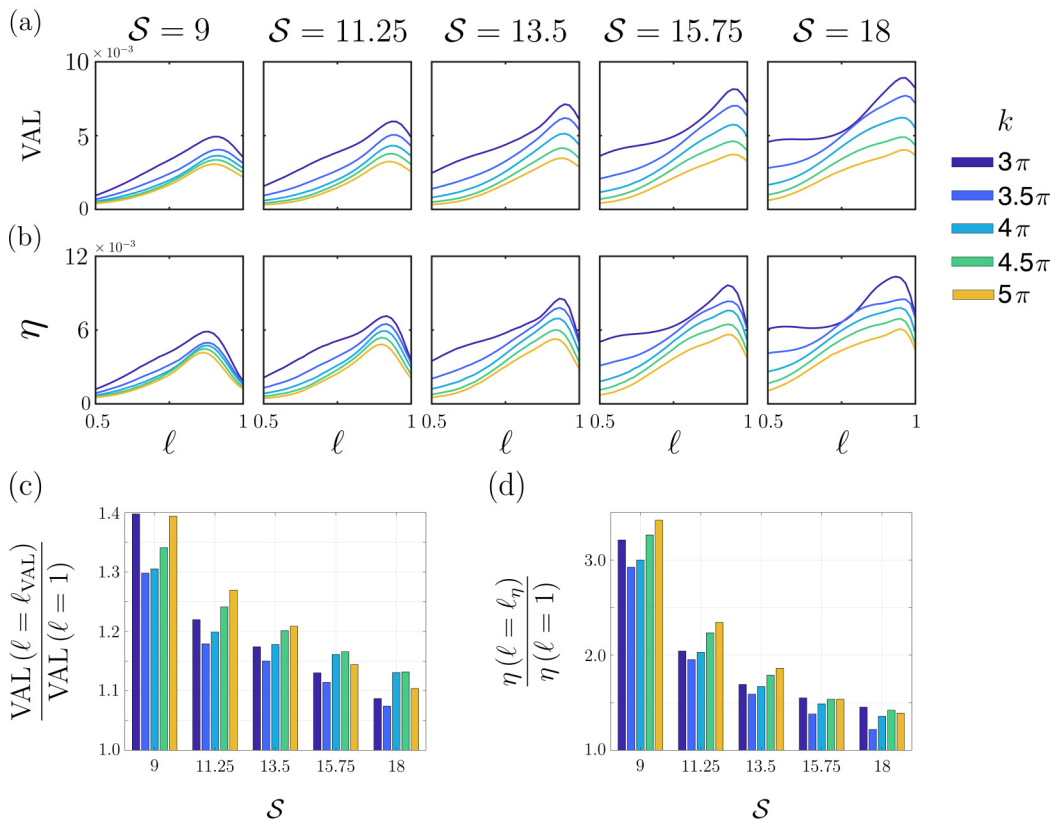 (a)
𝒮 = 9
𝒮 = 11.25
𝒮 = 13.5
𝒮 = 15.75
𝒮 = 18
× 10⁻³
10
5
0
VAL
k
3π
3.5π
4π
4.5π
5π
(b)
× 10⁻³
12
6
0
η
0.5 1
0.5 1
0.5 1
0.5 1
0.5 1
ℓ
ℓ
ℓ
ℓ
ℓ
(c)
VAL (ℓ = ℓ_VAL)
VAL (ℓ = 1)
1.4
1.3
1.2
1.1
1.0
9 11.25 13.5 15.75 18
𝒮
(d)
η (ℓ = ℓ_η)
η (ℓ = 1)
3.0
2.0
1.0
9 11.25 13.5 15.75 18
𝒮